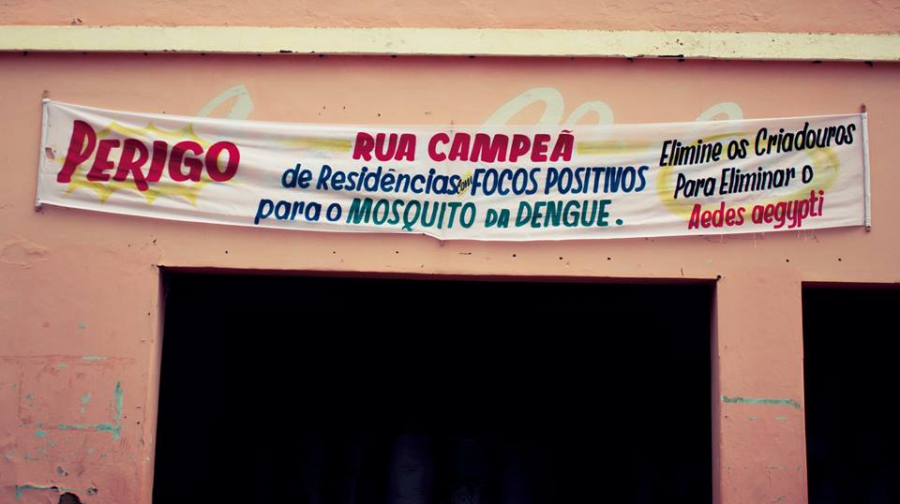 PERIGO
RUA CAMPEÃ
de Residências com FOCOS POSITIVOS
para o MOSQUITO DA DENGUE.
Elimine os Criadouros
Para Eliminar o
Aedes aegypti